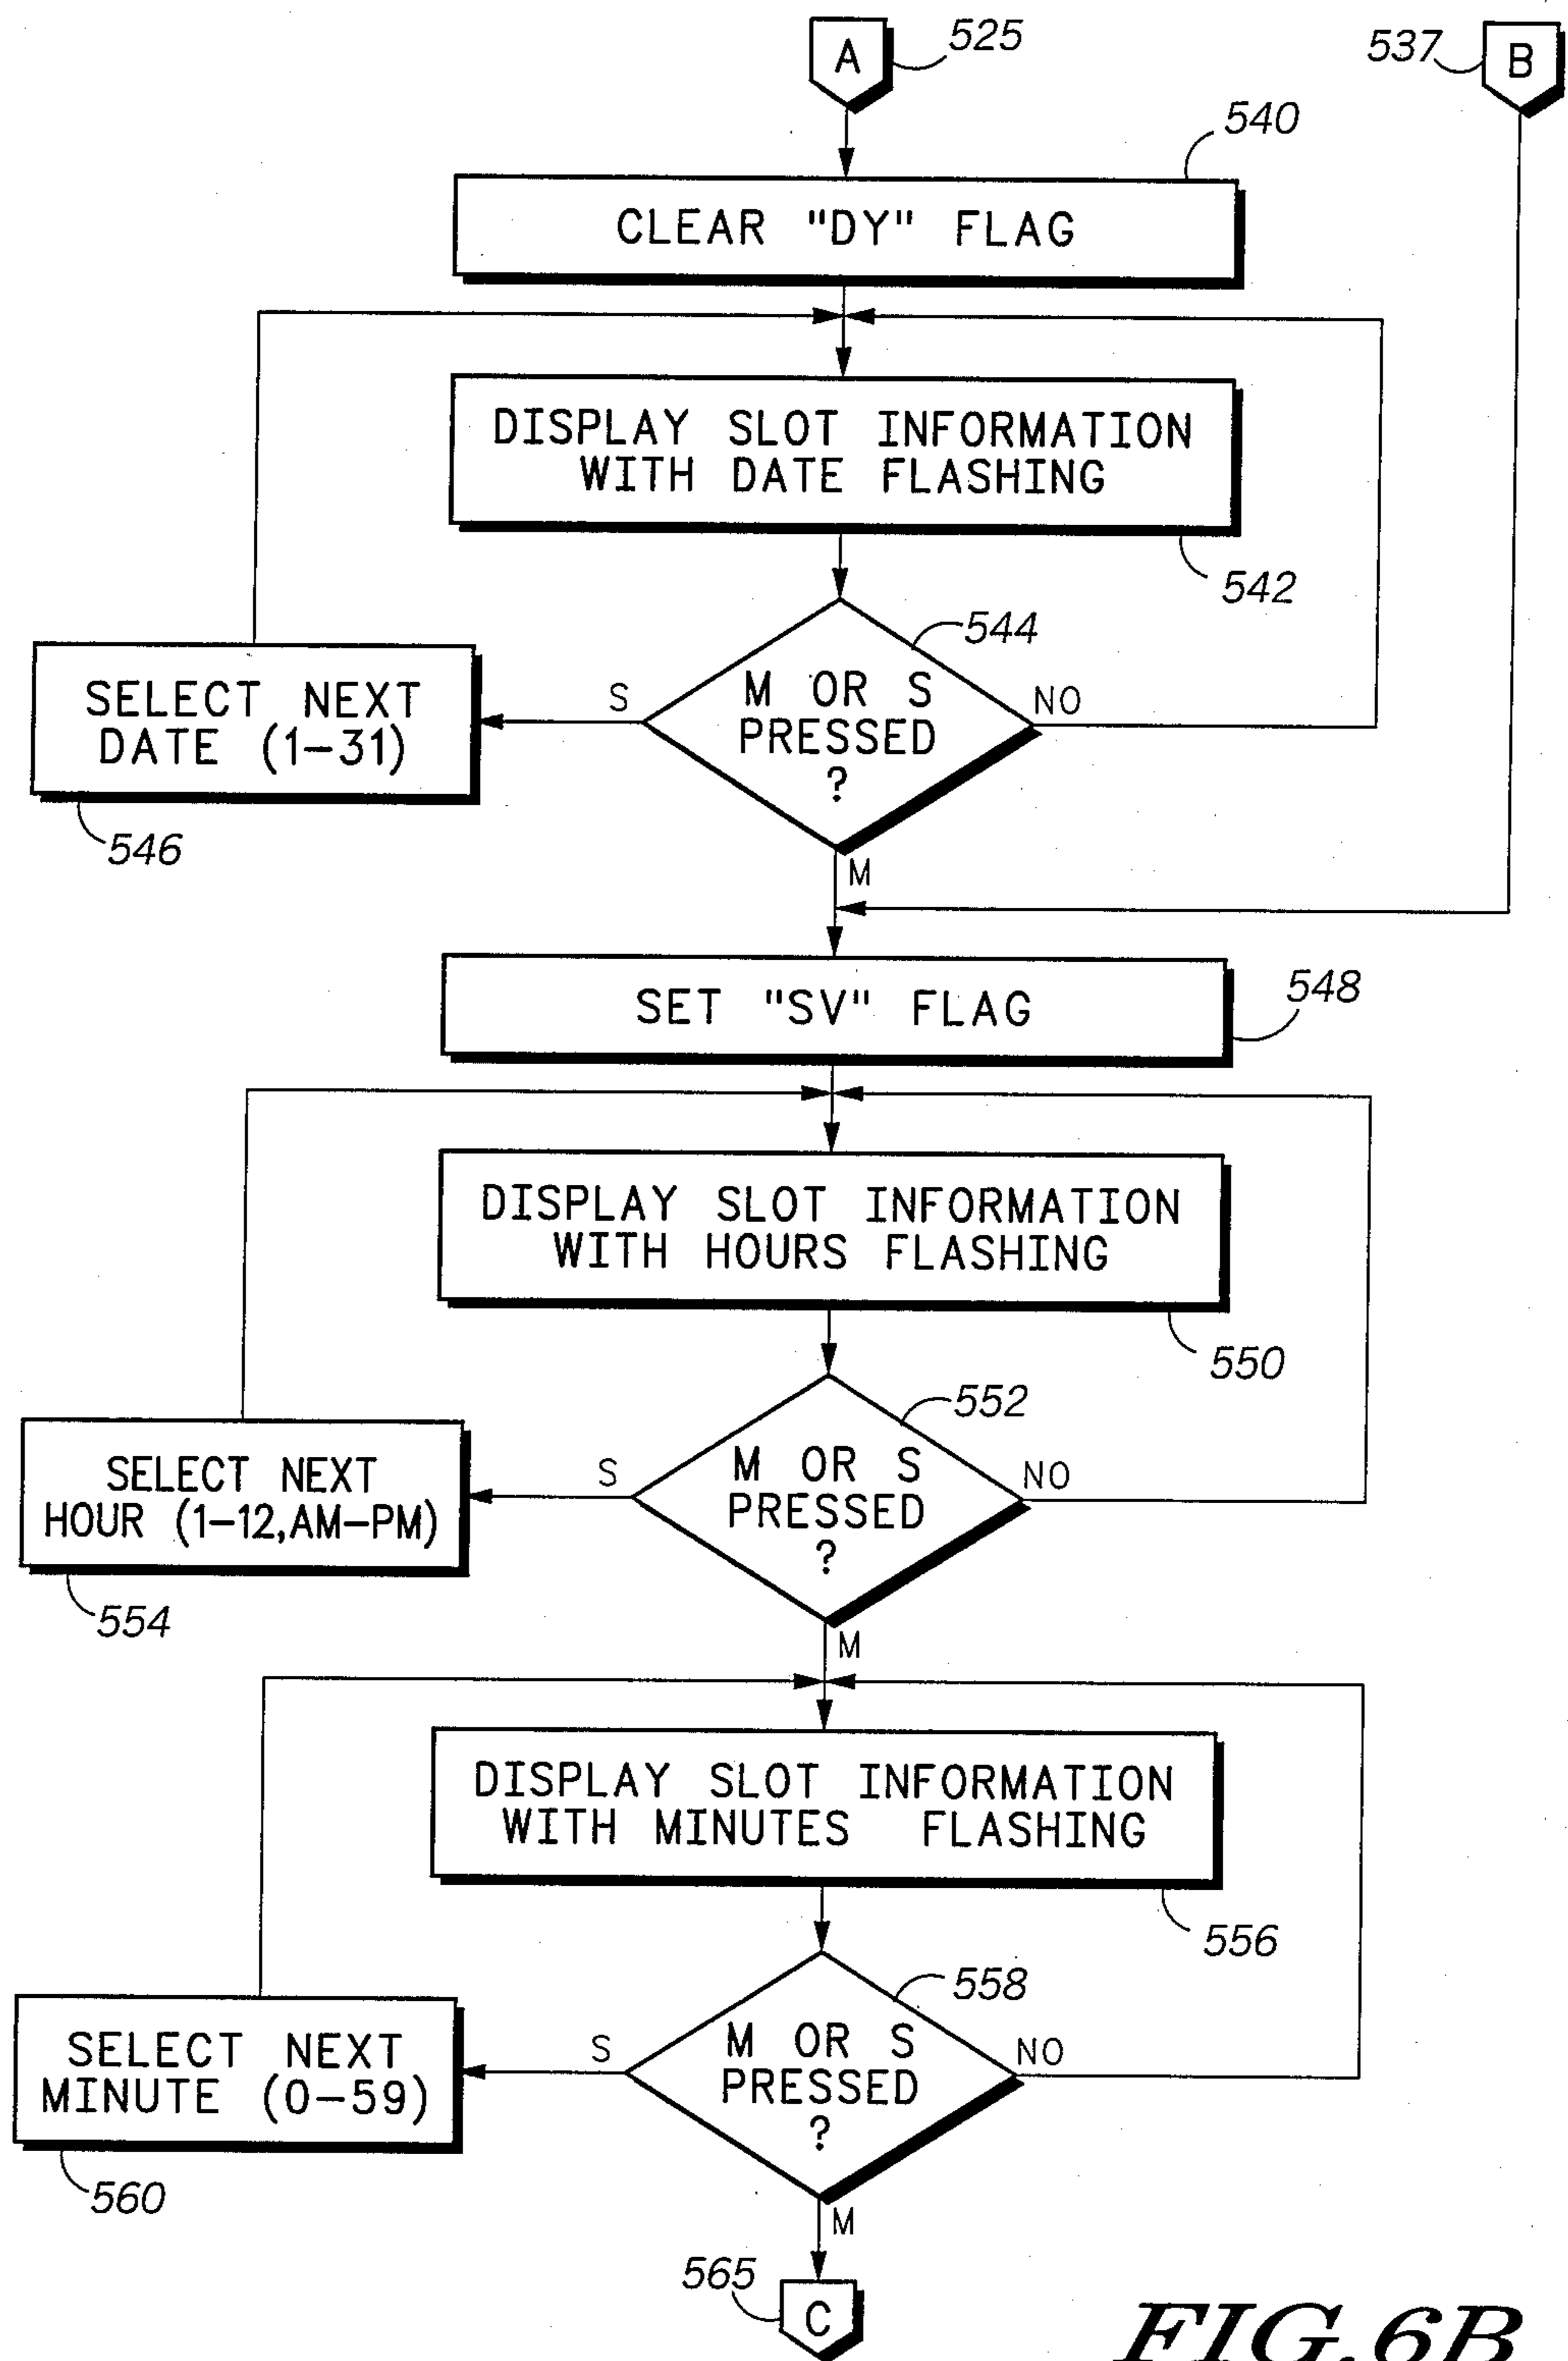 A
525
537
B
540
CLEAR "DY" FLAG
DISPLAY SLOT INFORMATION
WITH DATE FLASHING
542
544
SELECT NEXT
DATE (1-31)
S
M OR S
PRESSED
?
NO
546
M
SET "SV" FLAG
548
DISPLAY SLOT INFORMATION
WITH HOURS FLASHING
550
552
SELECT NEXT
HOUR (1-12,AM-PM)
S
M OR S
PRESSED
?
NO
554
M
DISPLAY SLOT INFORMATION
WITH MINUTES FLASHING
556
558
SELECT NEXT
MINUTE (0-59)
S
M OR S
PRESSED
?
NO
560
M
565
C
FIG.6B